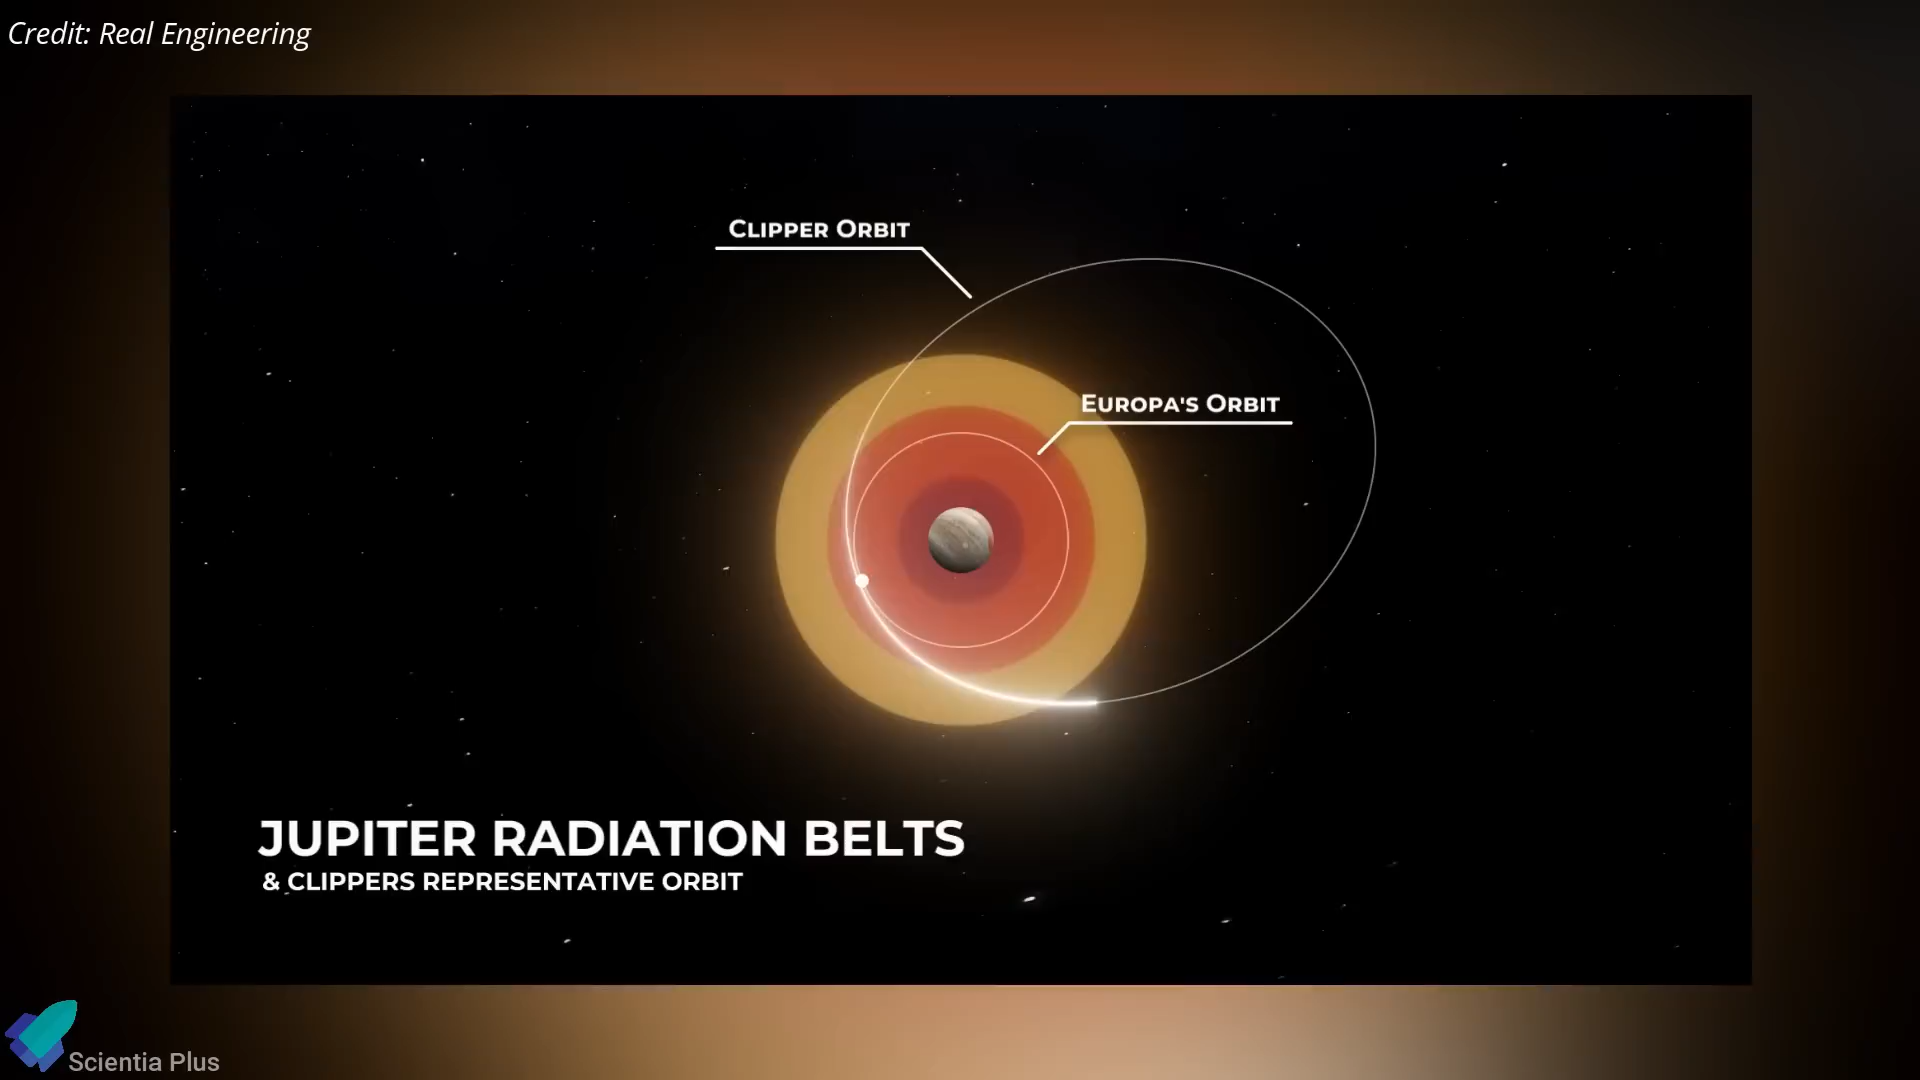 Credit: Real Engineering
CLIPPER ORBIT
EUROPA'S ORBIT
JUPITER RADIATION BELTS
& CLIPPERS REPRESENTATIVE ORBIT
Scientia Plus